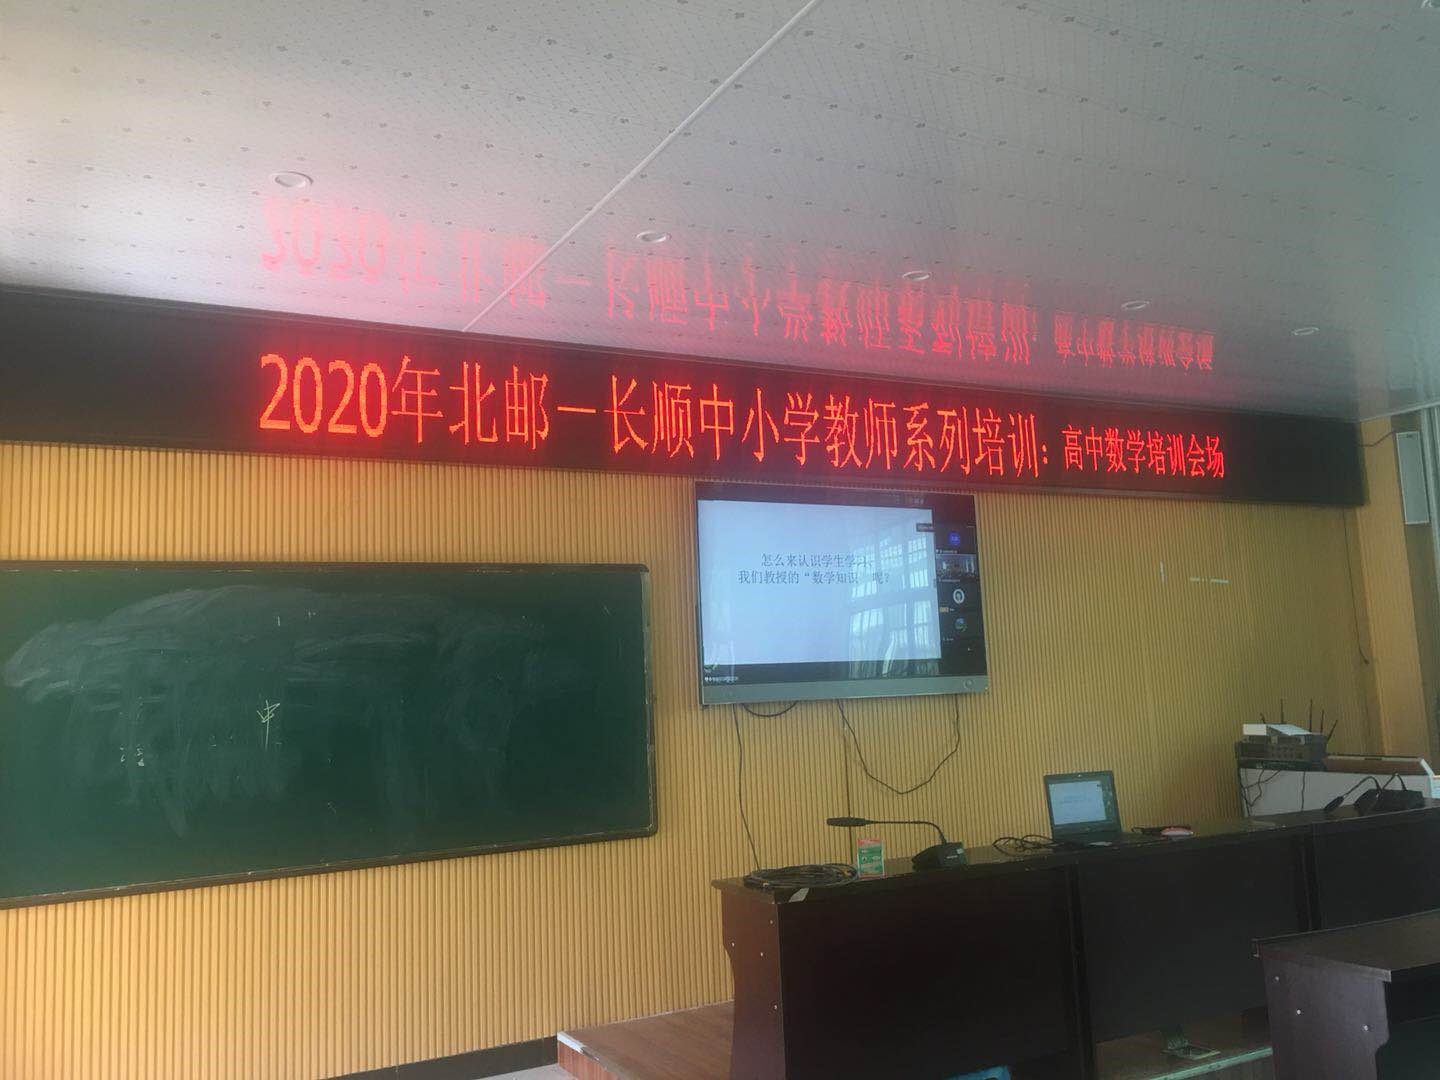 2020年北邮－长顺中小学教师系列培训：高中数学培训会场
怎么来认识学生学习、
我们教授的“数学知识”呢？
中